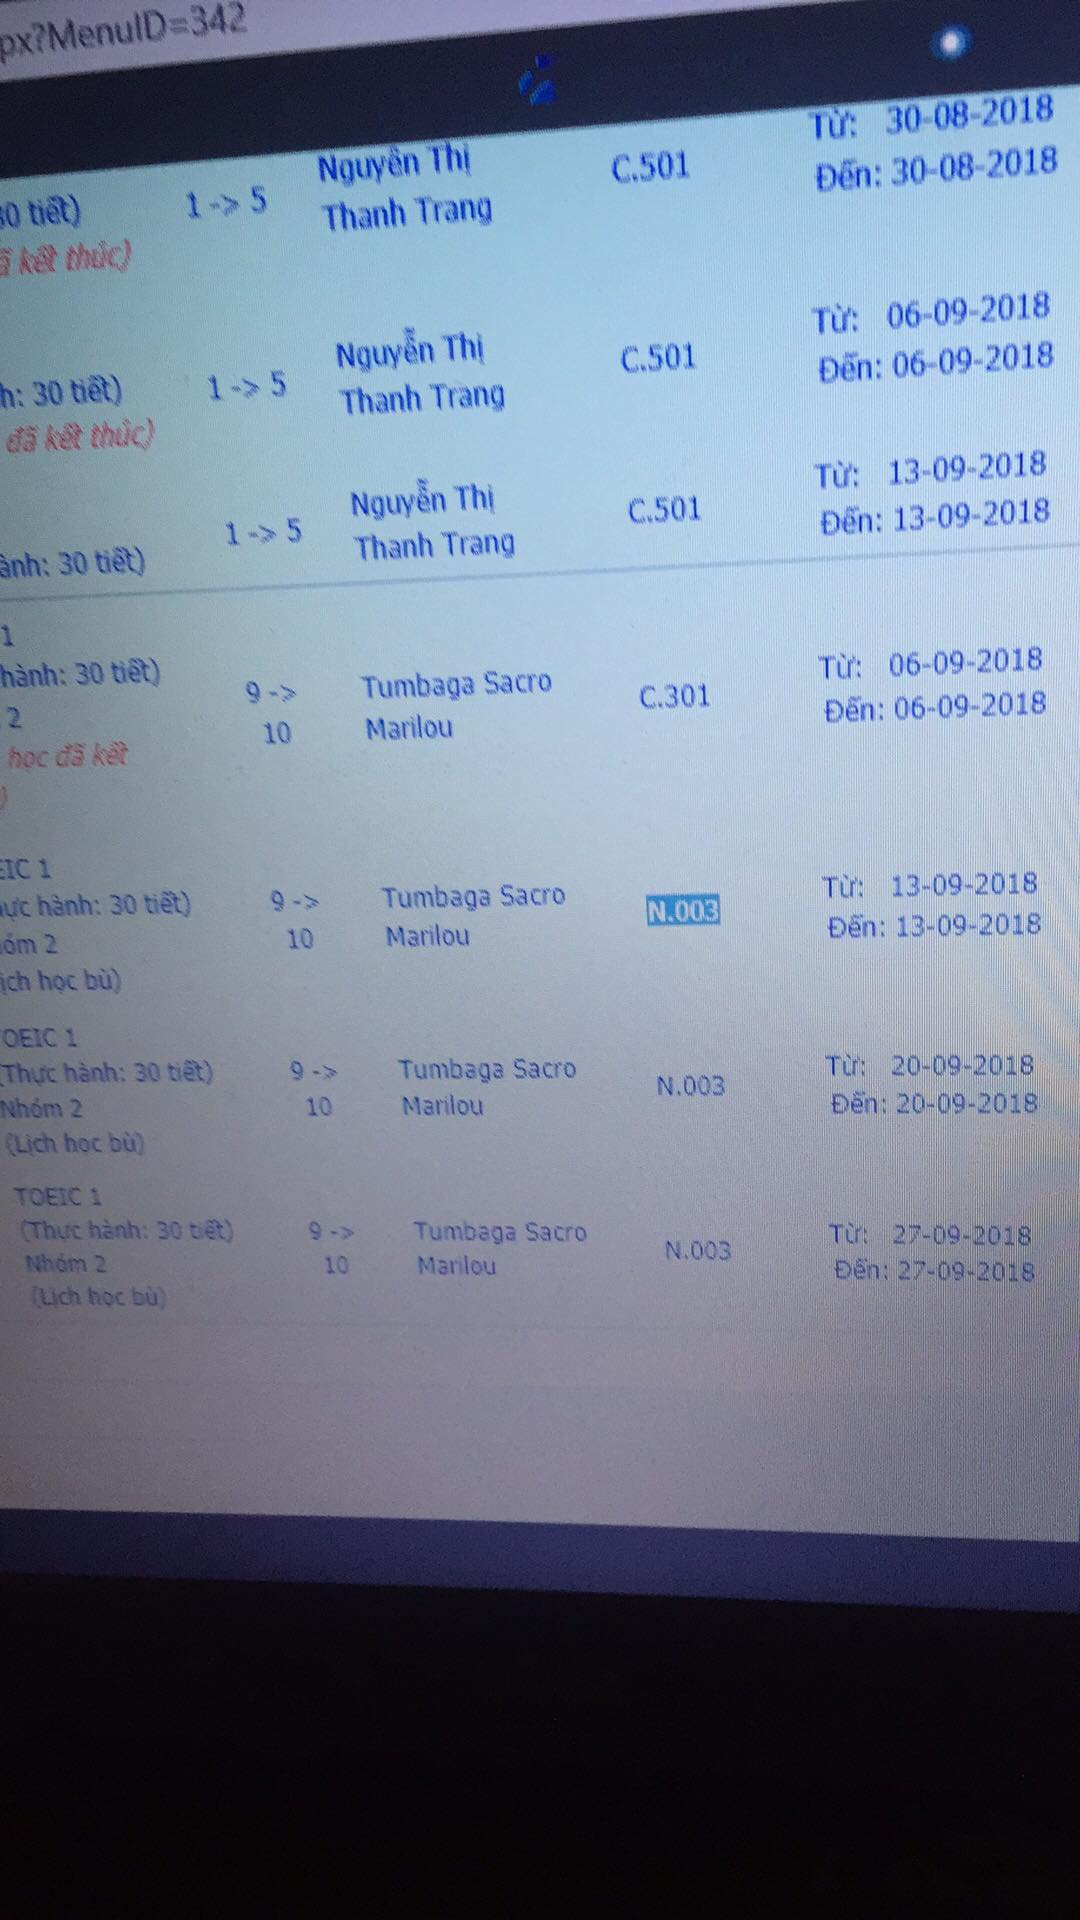 px?MenuID=342
30 tiết) 1 -> 5 Nguyễn Thị Thanh Trang C.501 Từ: 30-08-2018
Đến: 30-08-2018
kết thúc)
h: 30 tiết) 1 -> 5 Nguyễn Thị Thanh Trang C.501 Từ: 06-09-2018
Đến: 06-09-2018
đã kết thúc)
ành: 30 tiết) 1 -> 5 Nguyễn Thị Thanh Trang C.501 Từ: 13-09-2018
Đến: 13-09-2018
1
hành: 30 tiết) 9 -> Tumbaga Sacro C.301 Từ: 06-09-2018
2 10 Marilou Đến: 06-09-2018
học đã kết
)
EIC 1
ực hành: 30 tiết) 9 -> Tumbaga Sacro N.003 Từ: 13-09-2018
óm 2 10 Marilou Đến: 13-09-2018
ịch học bù)
OEIC 1
(Thực hành: 30 tiết) 9 -> Tumbaga Sacro N.003 Từ: 20-09-2018
Nhóm 2 10 Marilou Đến: 20-09-2018
(Lịch học bù)
TOEIC 1
(Thực hành: 30 tiết) 9 -> Tumbaga Sacro N.003 Từ: 27-09-2018
Nhóm 2 10 Marilou Đến: 27-09-2018
(Lịch học bù)